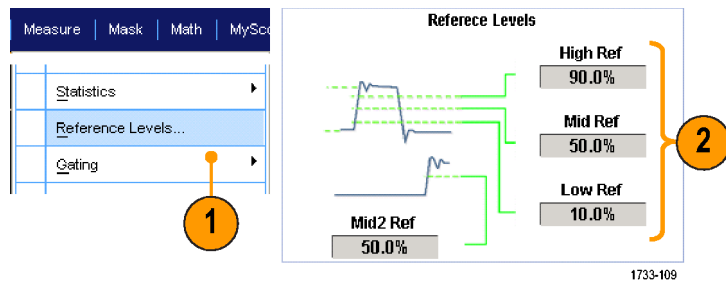 Measure | Mask | Math | MySco
Statistics
Reference Levels...
Gating
1
Referece Levels
High Ref
90.0%
Mid Ref
50.0%
Low Ref
10.0%
Mid2 Ref
50.0%
2
1733-109